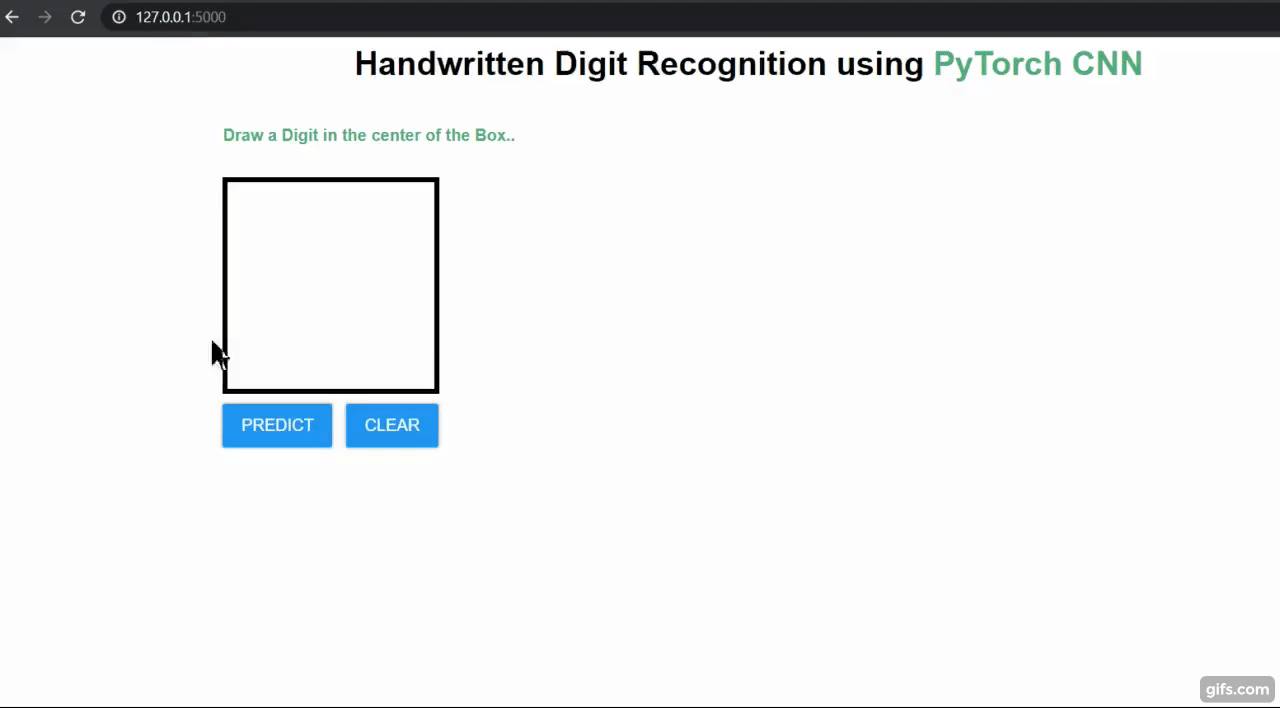 127.0.0.1:5000
Handwritten Digit Recognition using PyTorch CNN
Draw a Digit in the center of the Box..
PREDICT CLEAR
gifs.com